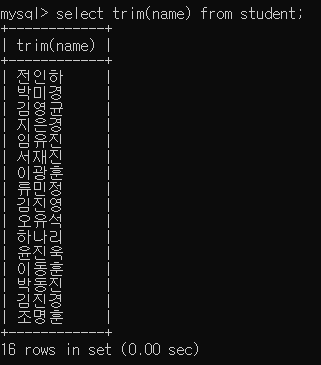 mysql> select trim(name) from student;
+------------+
| trim(name) |
+------------+
| 전인하     |
| 박미경     |
| 김영균     |
| 지은경     |
| 임유진     |
| 서재진     |
| 이광훈     |
| 류민정     |
| 김진영     |
| 오유석     |
| 하나리     |
| 윤진욱     |
| 이동훈     |
| 박동진     |
| 김진경     |
| 조명훈     |
+------------+
16 rows in set (0.00 sec)